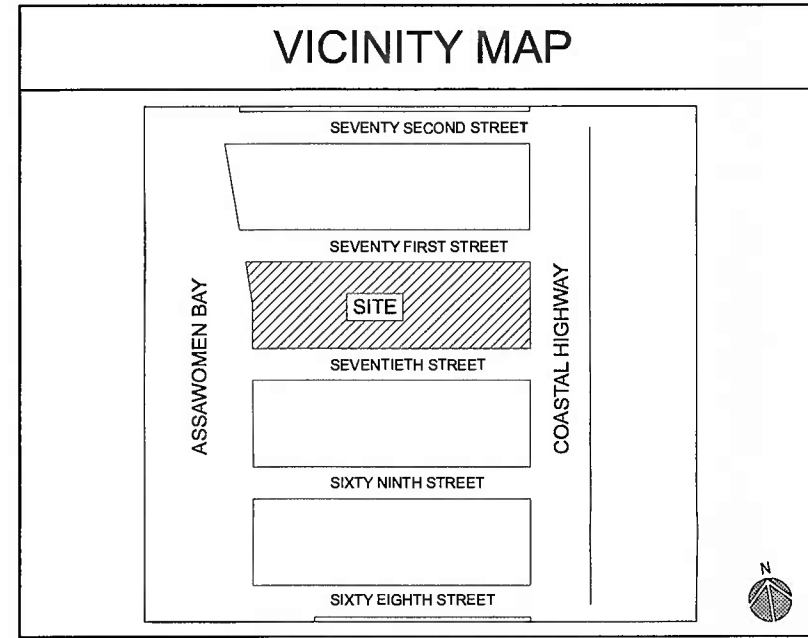 VICINITY MAP
SEVENTY SECOND STREET
SEVENTY FIRST STREET
ASSAWOMEN BAY
SITE
COASTAL HIGHWAY
SEVENTIETH STREET
SIXTY NINTH STREET
SIXTY EIGHTH STREET
N